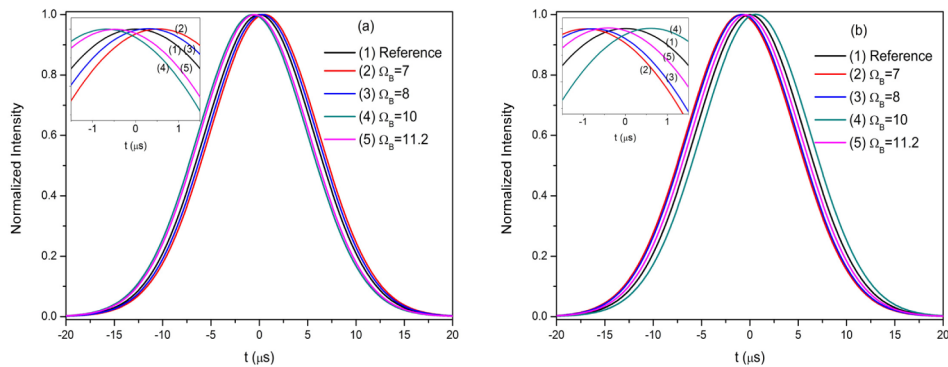 (a)
(1) Reference
(2) Ω_B=7
(3) Ω_B=8
(4) Ω_B=10
(5) Ω_B=11.2
(2)
(1) (3)
(4) (5)
-1 0 1
t (μs)
1.0
0.8
0.6
0.4
0.2
0.0
Normalized Intensity
-20 -15 -10 -5 0 5 10 15 20
t (μs)
(b)
(1) Reference
(2) Ω_B=7
(3) Ω_B=8
(4) Ω_B=10
(5) Ω_B=11.2
(4)
(1)
(5)
(2) (3)
-1 0 1
t (μs)
1.0
0.8
0.6
0.4
0.2
0.0
Normalized Intensity
-20 -15 -10 -5 0 5 10 15 20
t (μs)